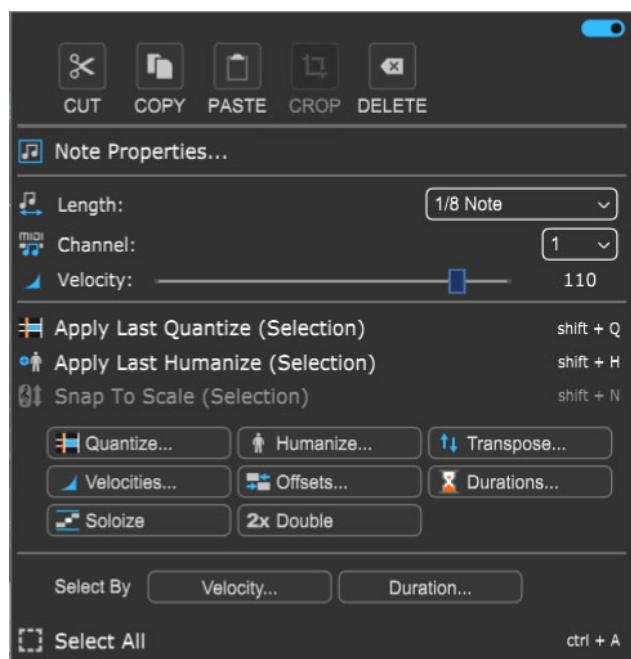 CUT COPY PASTE CROP DELETE
Note Properties...
Length: 1/8 Note
MIDI
Channel: 1
Velocity: 110
Apply Last Quantize (Selection) shift + Q
Apply Last Humanize (Selection) shift + H
Snap To Scale (Selection) shift + N
Quantize... Humanize... Transpose...
Velocities... Offsets... Durations...
Soloize 2x Double
Select By Velocity... Duration...
Select All ctrl + A